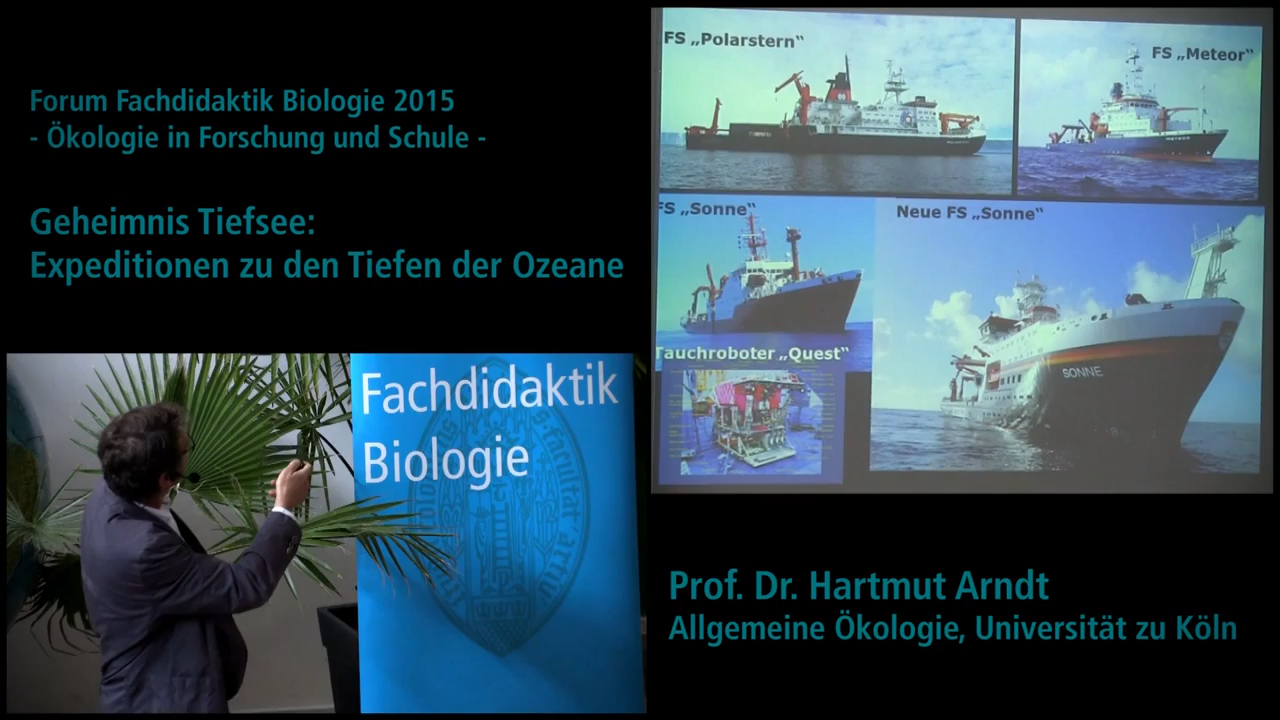 Forum Fachdidaktik Biologie 2015
- Ökologie in Forschung und Schule -
Geheimnis Tiefsee:
Expeditionen zu den Tiefen der Ozeane
FS „Polarstern“
FS „Meteor“
METEOR
FS „Sonne“
Neue FS „Sonne“
SONNE
Tauchroboter „Quest“
Fachdidaktik
Biologie
Prof. Dr. Hartmut Arndt
Allgemeine Ökologie, Universität zu Köln